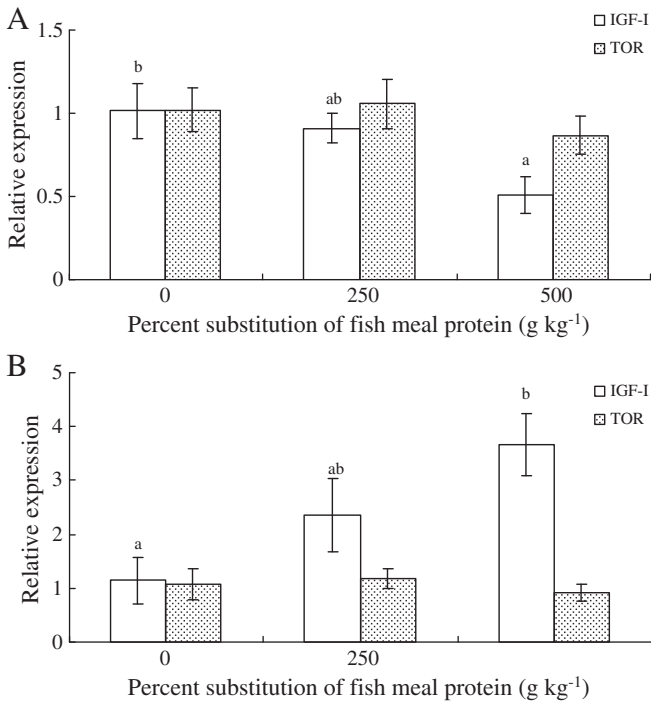 A
1.5
IGF-I
TOR
b
ab
a
1
0.5
0
Relative expression
0 250 500
Percent substitution of fish meal protein (g kg⁻¹)
B
5
IGF-I
TOR
b
4
ab
3
a
2
1
0
Relative expression
0 250
Percent substitution of fish meal protein (g kg⁻¹)